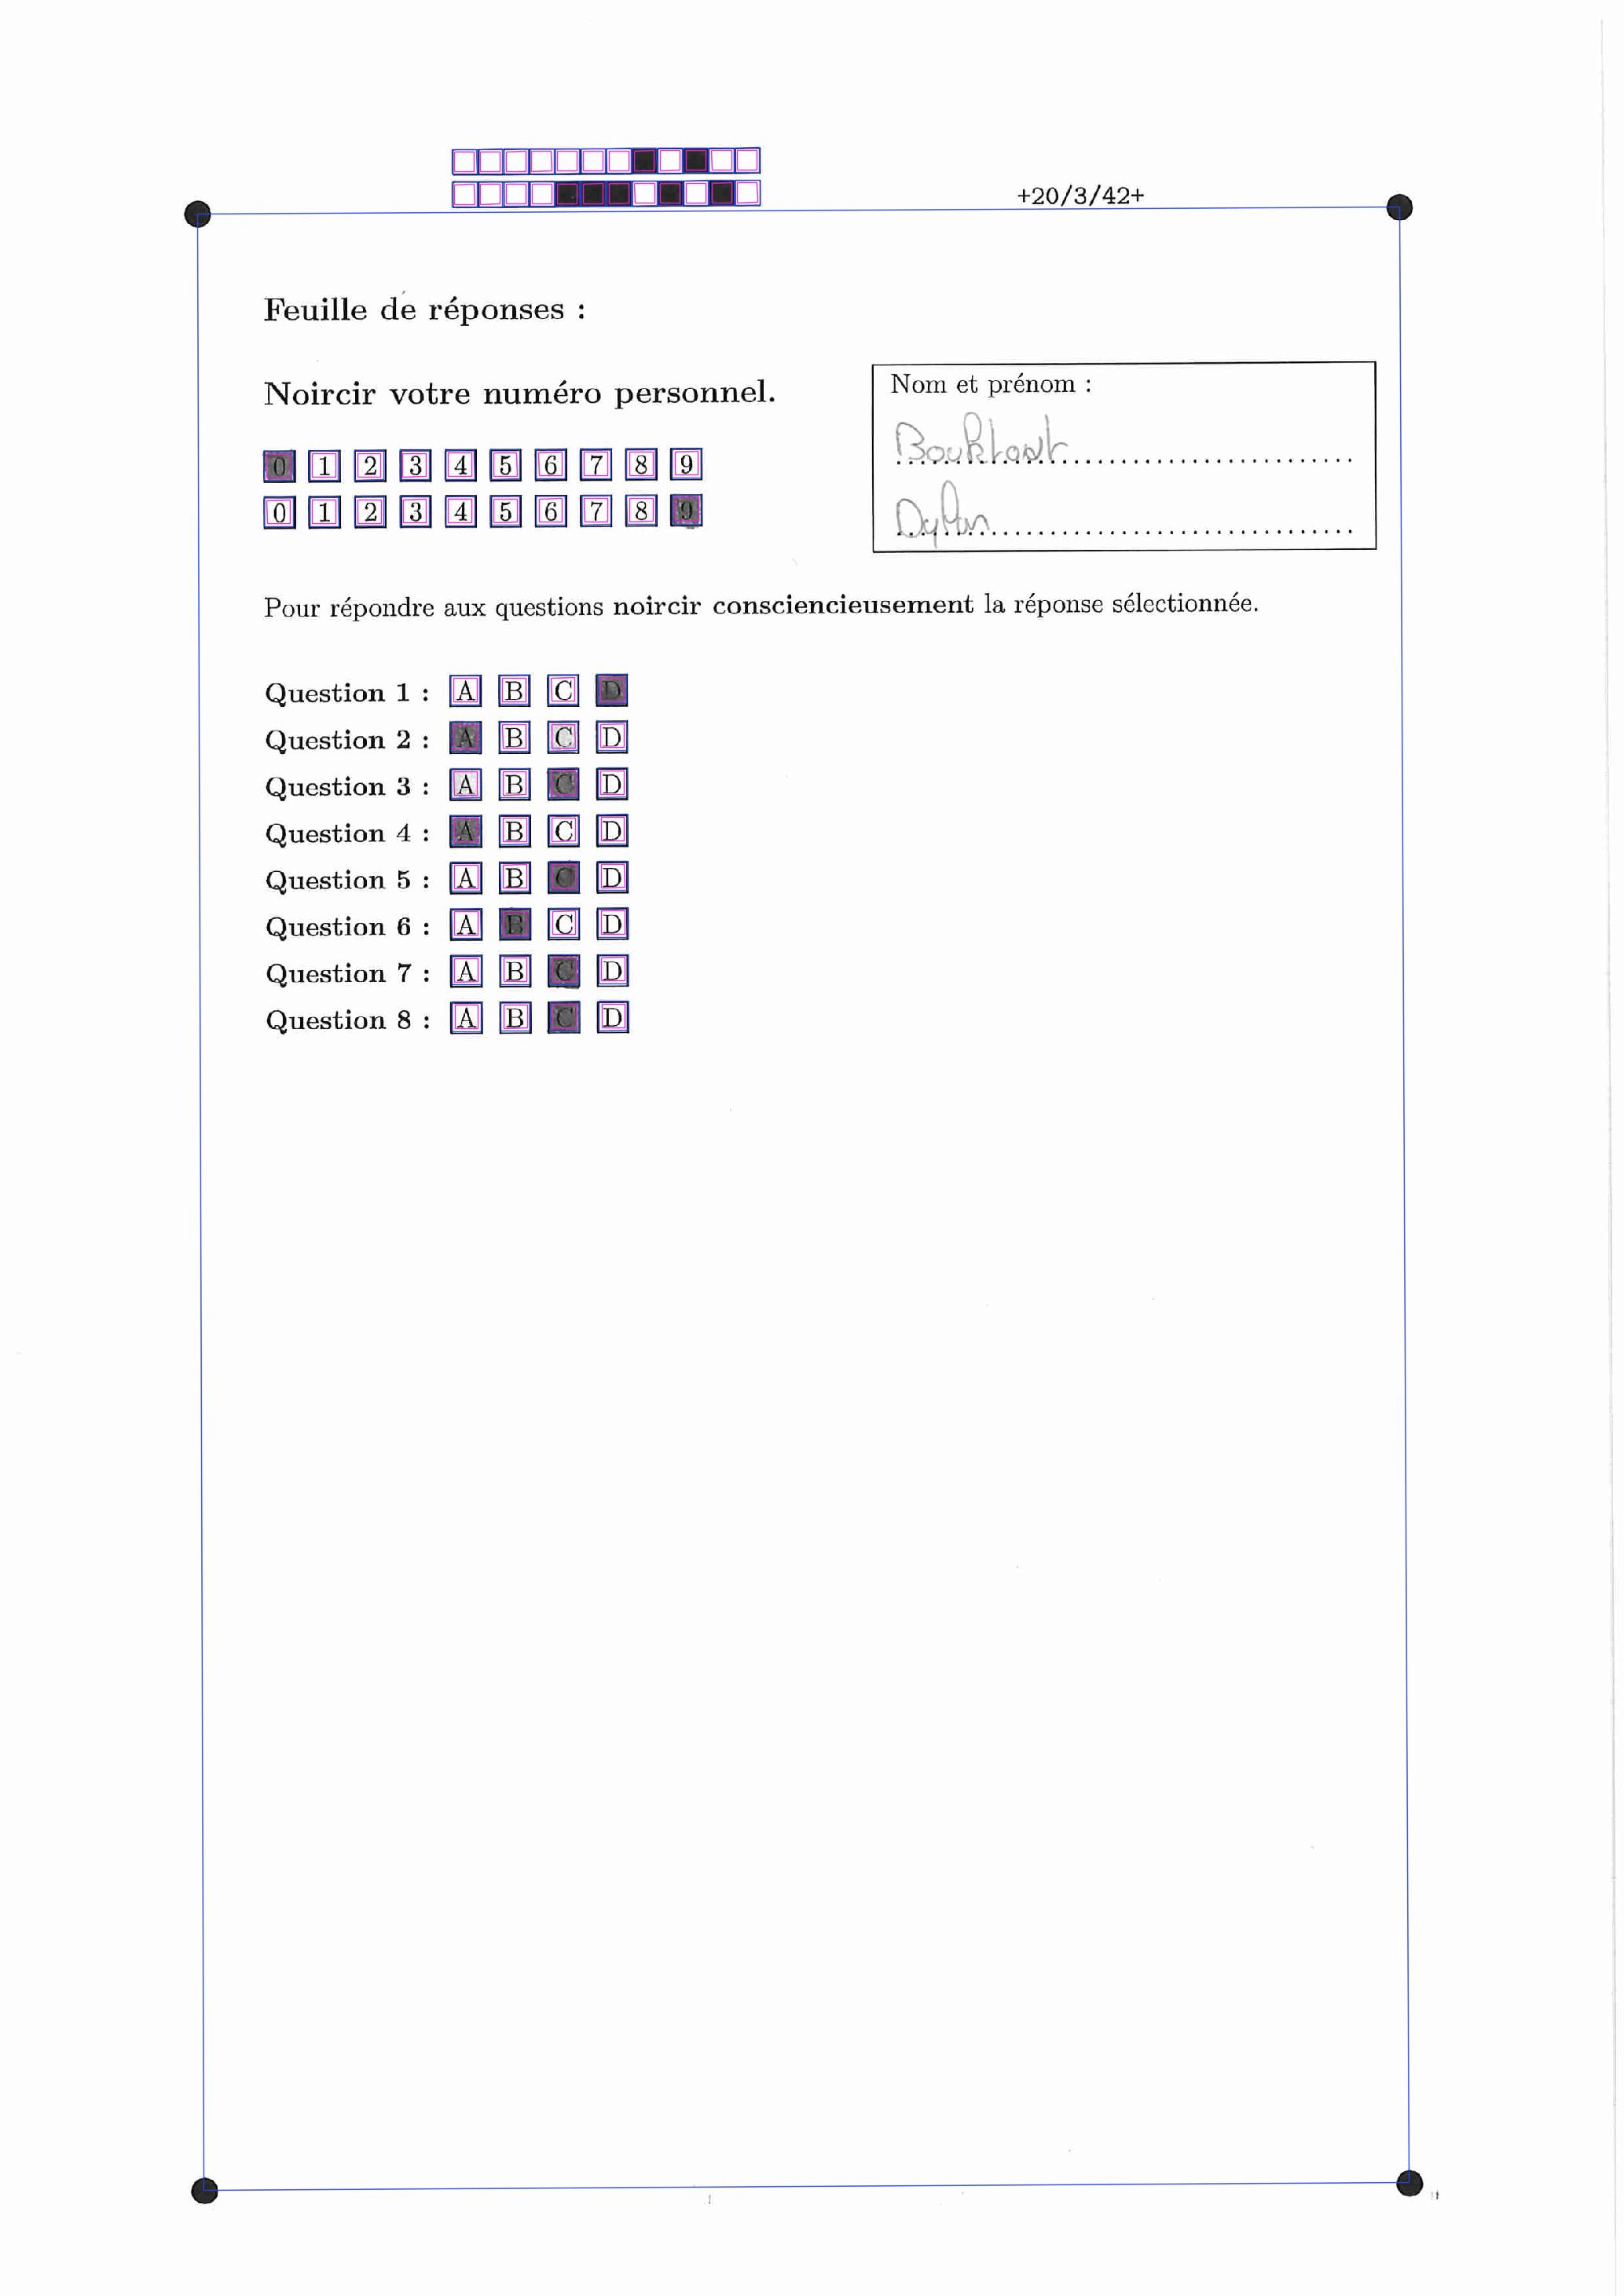 +20/3/42+
Feuille de réponses :
Noircir votre numéro personnel.
Nom et prénom :
0 1 2 3 4 5 6 7 8 9
0 1 2 3 4 5 6 7 8 9
Dylan
Pour répondre aux questions noircir consciencieusement la réponse sélectionnée.
Question 1 : A B C D
Question 2 : A B C D
Question 3 : A B C D
Question 4 : A B C D
Question 5 : A B C D
Question 6 : A B C D
Question 7 : A B C D
Question 8 : A B C D